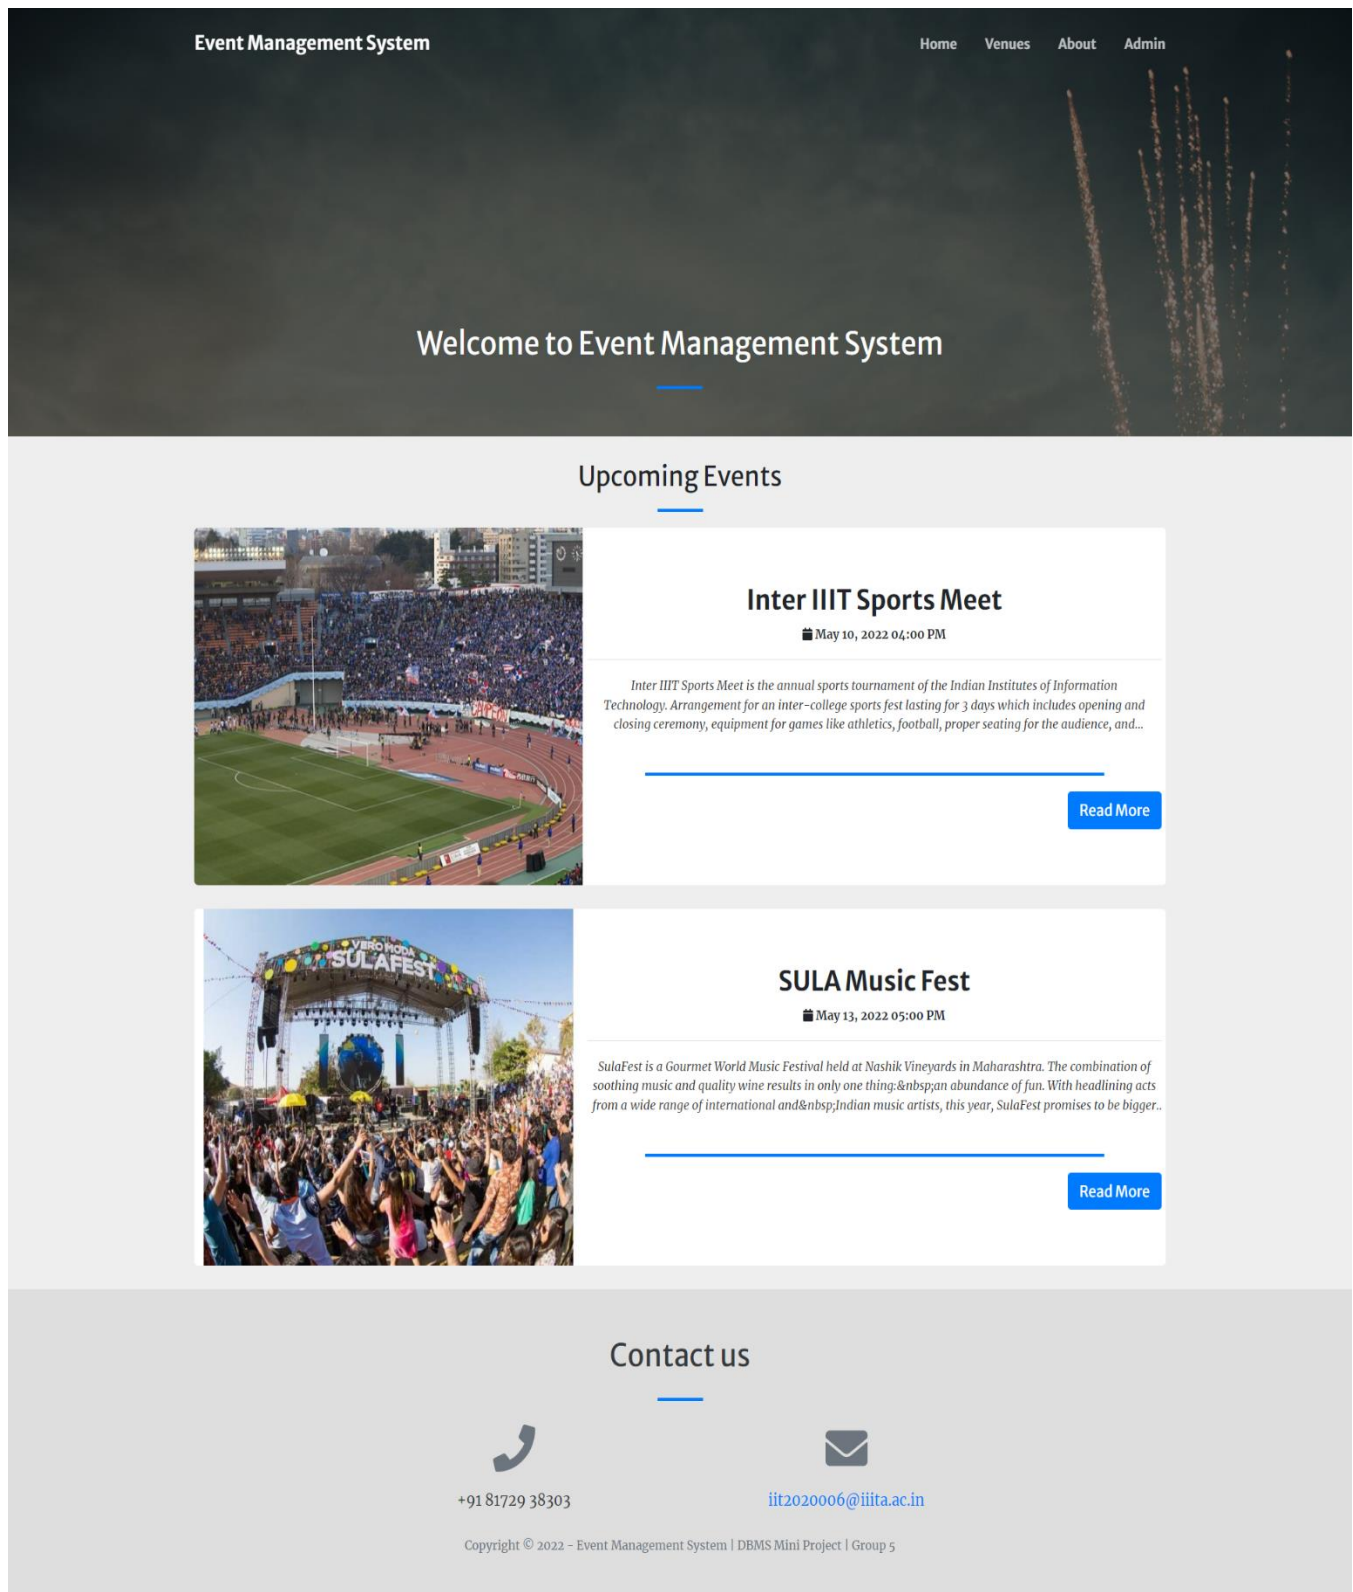 Event Management System
Home Venues About Admin
Welcome to Event Management System
Upcoming Events
Inter IIIT Sports Meet
May 10, 2022 04:00 PM
Inter IIIT Sports Meet is the annual sports tournament of the Indian Institutes of Information
Technology. Arrangement for an inter-college sports fest lasting for 3 days which includes opening and
closing ceremony, equipment for games like athletics, football, proper seating for the audience, and...
Read More
VERO MODA
SULAFEST
SULA Music Fest
May 13, 2022 05:00 PM
SulaFest is a Gourmet World Music Festival held at Nashik Vineyards in Maharashtra. The combination of
soothing music and quality wine results in only one thing:&nbsp;an abundance of fun. With headlining acts
from a wide range of international and&nbsp;Indian music artists, this year, SulaFest promises to be bigger..
Read More
Contact us
+91 81729 38303
iit2020006@iiita.ac.in
Copyright © 2022 - Event Management System | DBMS Mini Project | Group 5